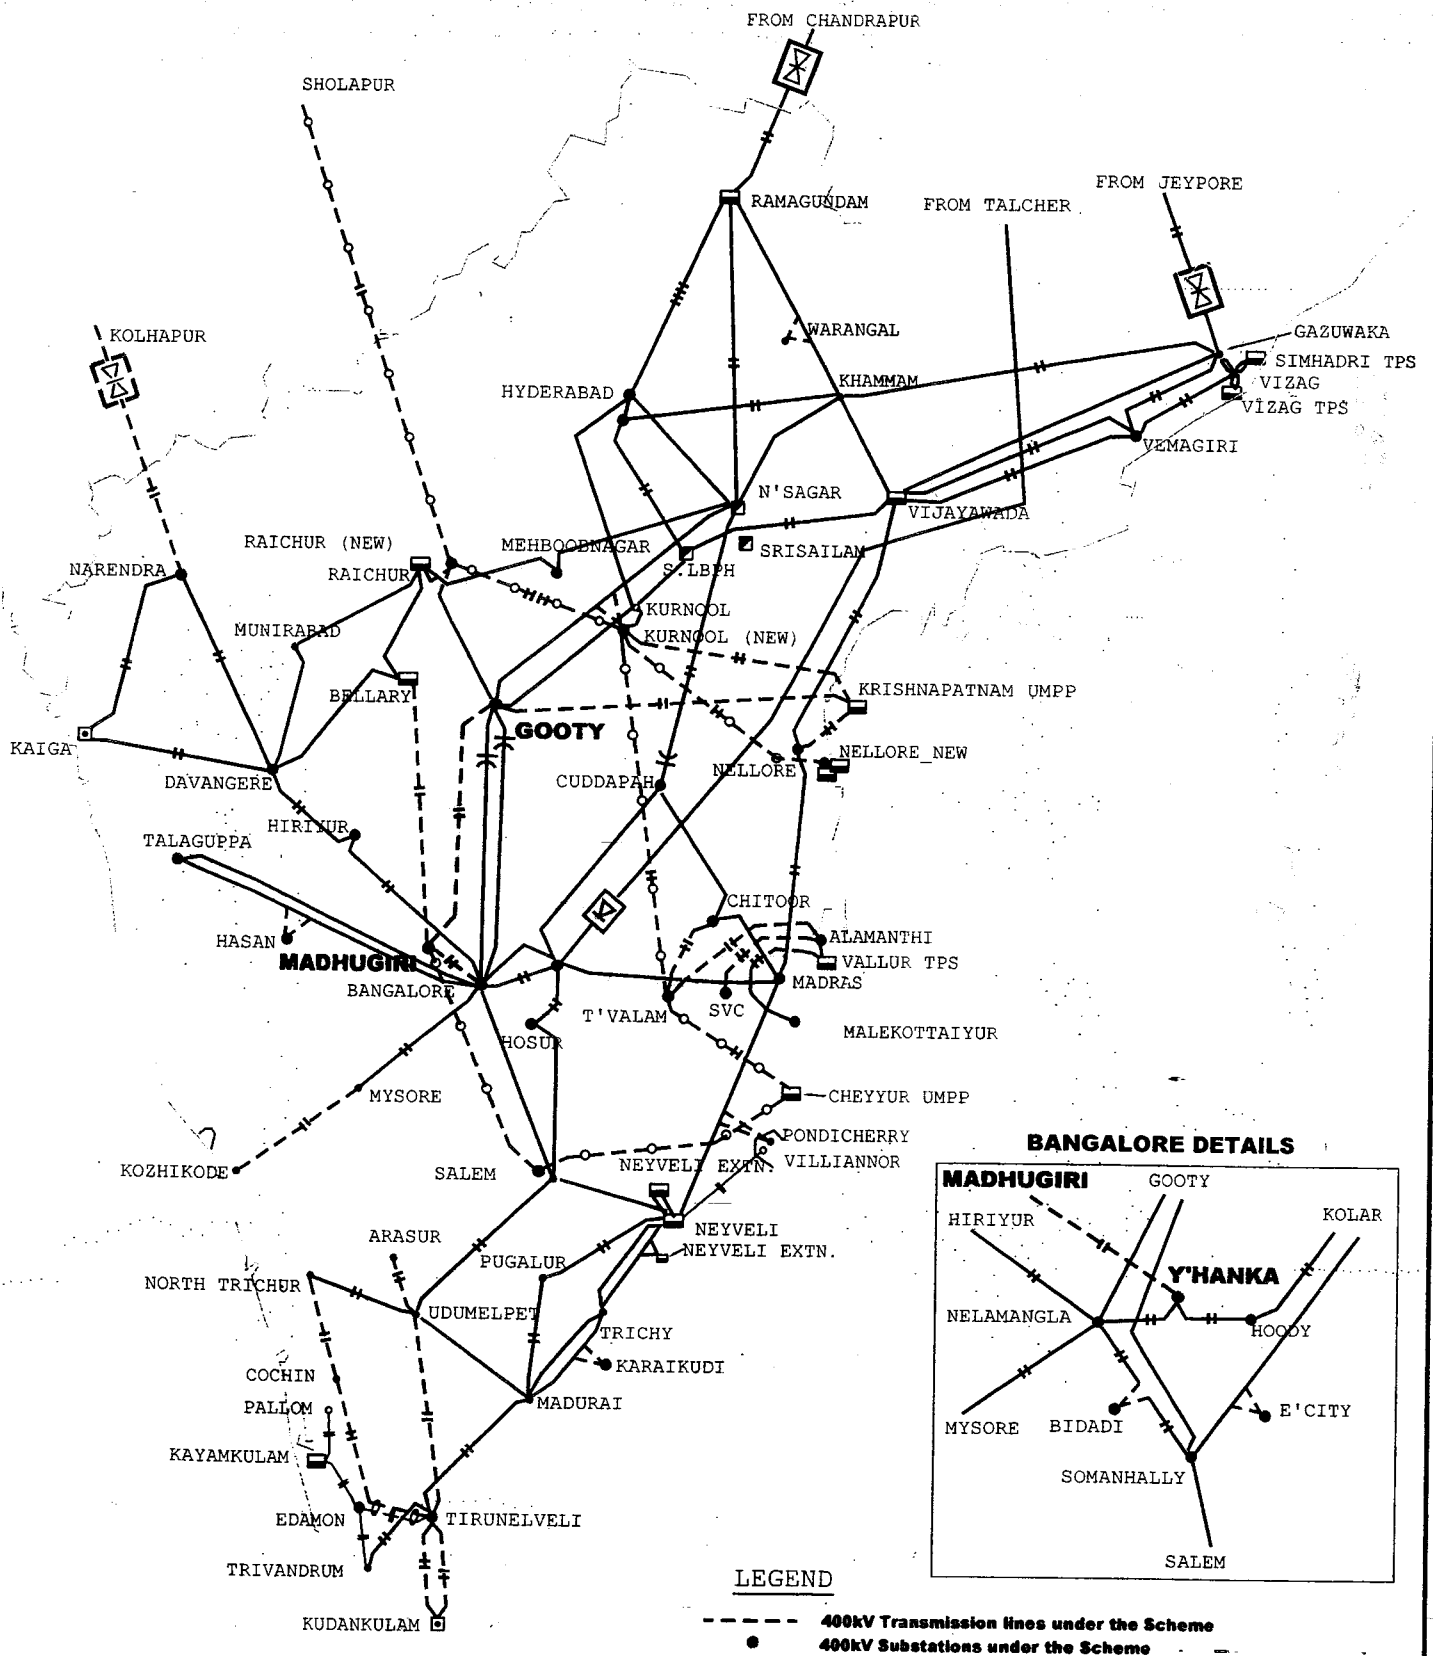 FROM CHANDRAPUR
SHOLAPUR
FROM JEYPORE
RAMAGUNDAM
FROM TALCHER
KOLHAPUR
WARANGAL
GAZUWAKA
SIMHADRI TPS
HYDERABAD
KHAMMAM
VIZAG
VIZAG TPS
VEMAGIRI
N'SAGAR
VIJAYAWADA
RAICHUR (NEW)
MEHBOOBNAGAR
SRISAILAM
NARENDRA
RAICHUR
S.LBPH
KURNOOL
MUNIRABAD
KURNOOL (NEW)
BELLARY
KRISHNAPATNAM UMPP
GOOTY
KAIGA
NELLORE_NEW
DAVANGERE
CUDDAPAH
NELLORE
HIRIYUR
TALAGUPPA
CHITOOR
HASAN
ALAMANTHI
MADHUGIRI
VALLUR TPS
BANGALORE
MADRAS
T'VALAM
SVC
HOSUR
MALEKOTTAIYUR
MYSORE
CHEYYUR UMPP
PONDICHERRY
BANGALORE DETAILS
KOZHIKODE
SALEM
NEYVELI EXTN.
VILLIANNOR
MADHUGIRI
GOOTY
HIRIYUR
KOLAR
ARASUR
NEYVELI
PUGALUR
NEYVELI EXTN.
NORTH TRICHUR
Y'HANKA
UDUMELPET
NELAMANGLA
TRICHY
HOODY
KARAIKUDI
COCHIN
PALLOM
MADURAI
MYSORE
BIDADI
E'CITY
KAYAMKULAM
SOMANHALLY
EDAMON
TIRUNELVELI
TRIVANDRUM
SALEM
LEGEND
KUDANKULAM
400kV Transmission lines under the Scheme
400kV Substations under the Scheme